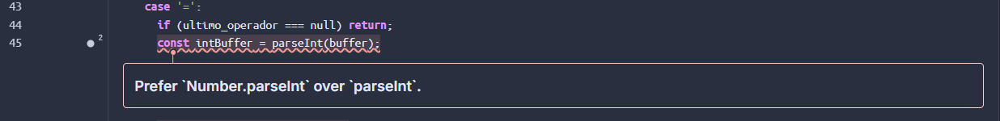 43 case '=':
44 if (ultimo_operador === null) return;
45 2 const intBuffer = parseInt(buffer);
Prefer `Number.parseInt` over `parseInt`.